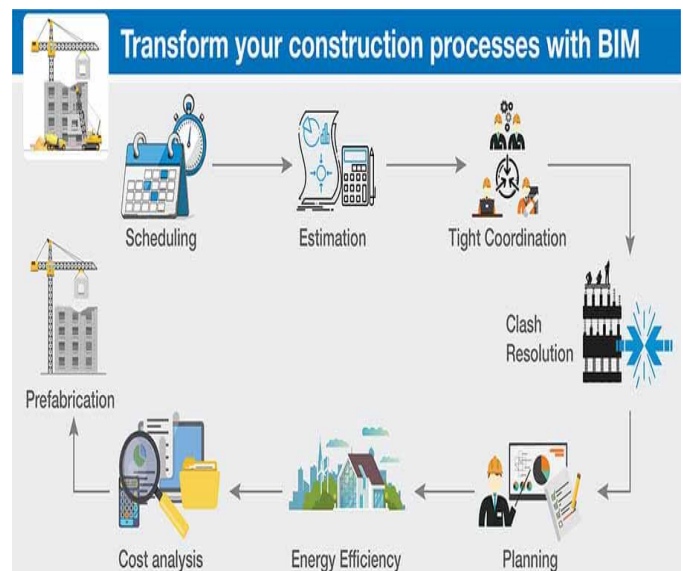 Transform your construction processes with BIM
Scheduling
Estimation
Tight Coordination
Clash
Resolution
Planning
Energy Efficiency
Cost analysis
Prefabrication